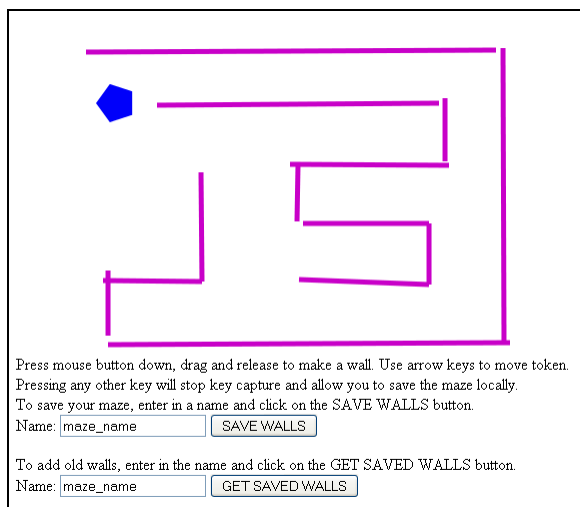 Press mouse button down, drag and release to make a wall. Use arrow keys to move token.
Pressing any other key will stop key capture and allow you to save the maze locally.
To save your maze, enter in a name and click on the SAVE WALLS button.
Name: maze_name SAVE WALLS
To add old walls, enter in the name and click on the GET SAVED WALLS button.
Name: maze_name GET SAVED WALLS